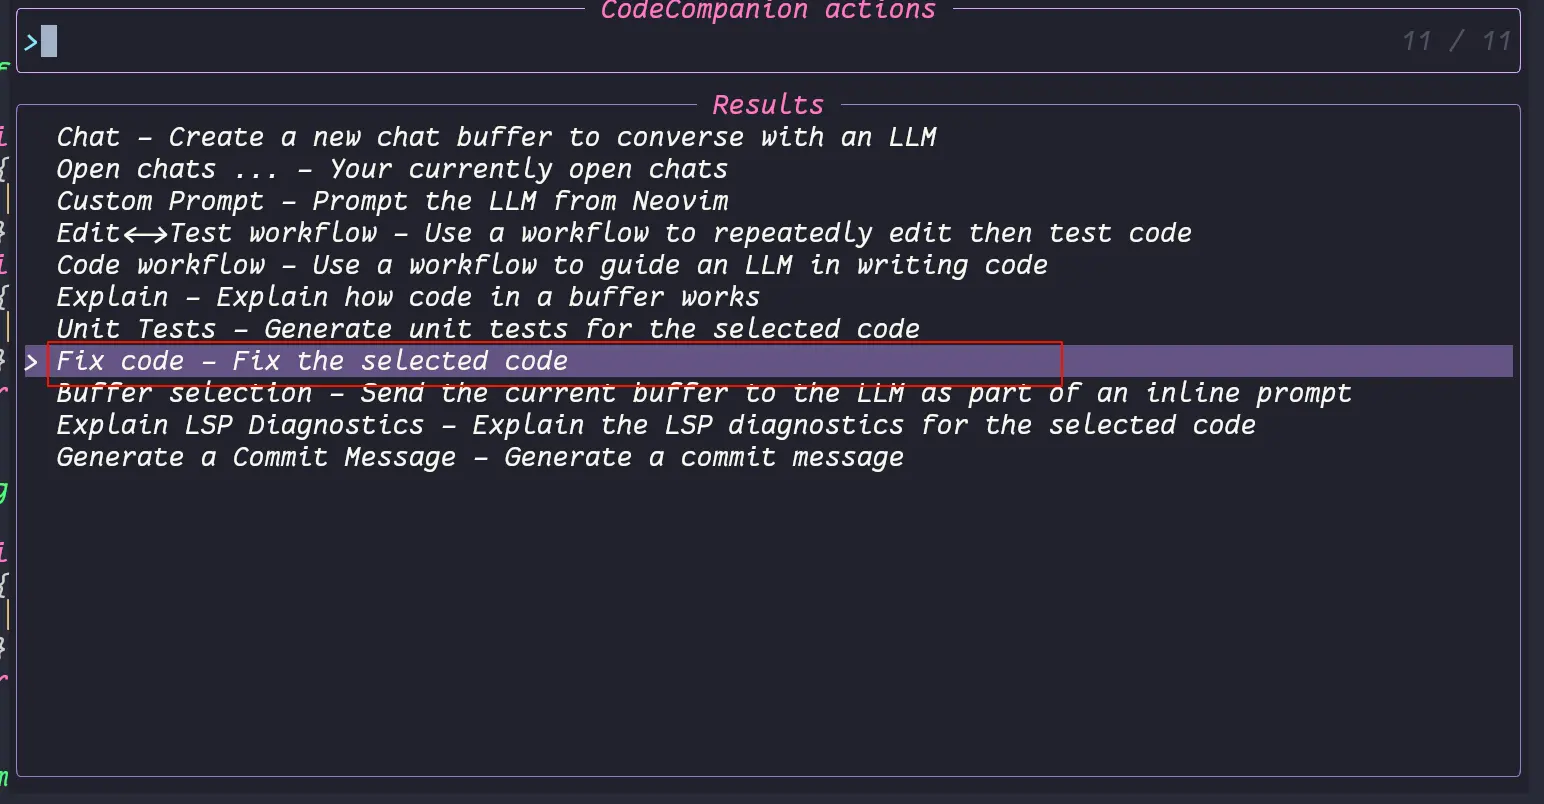 CodeCompanion actions
> 11 / 11
Results
Chat – Create a new chat buffer to converse with an LLM
Open chats ... – Your currently open chats
Custom Prompt – Prompt the LLM from Neovim
Edit<->Test workflow – Use a workflow to repeatedly edit then test code
Code workflow – Use a workflow to guide an LLM in writing code
Explain – Explain how code in a buffer works
Unit Tests – Generate unit tests for the selected code
> Fix code – Fix the selected code
Buffer selection – Send the current buffer to the LLM as part of an inline prompt
Explain LSP Diagnostics – Explain the LSP diagnostics for the selected code
Generate a Commit Message – Generate a commit message